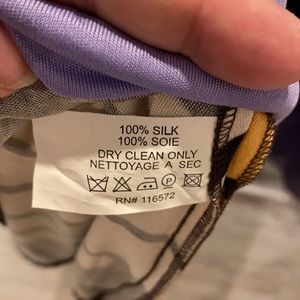 100% SILK
100% SOIE
DRY CLEAN ONLY
NETTOYAGE A SEC
P
RN# 116572